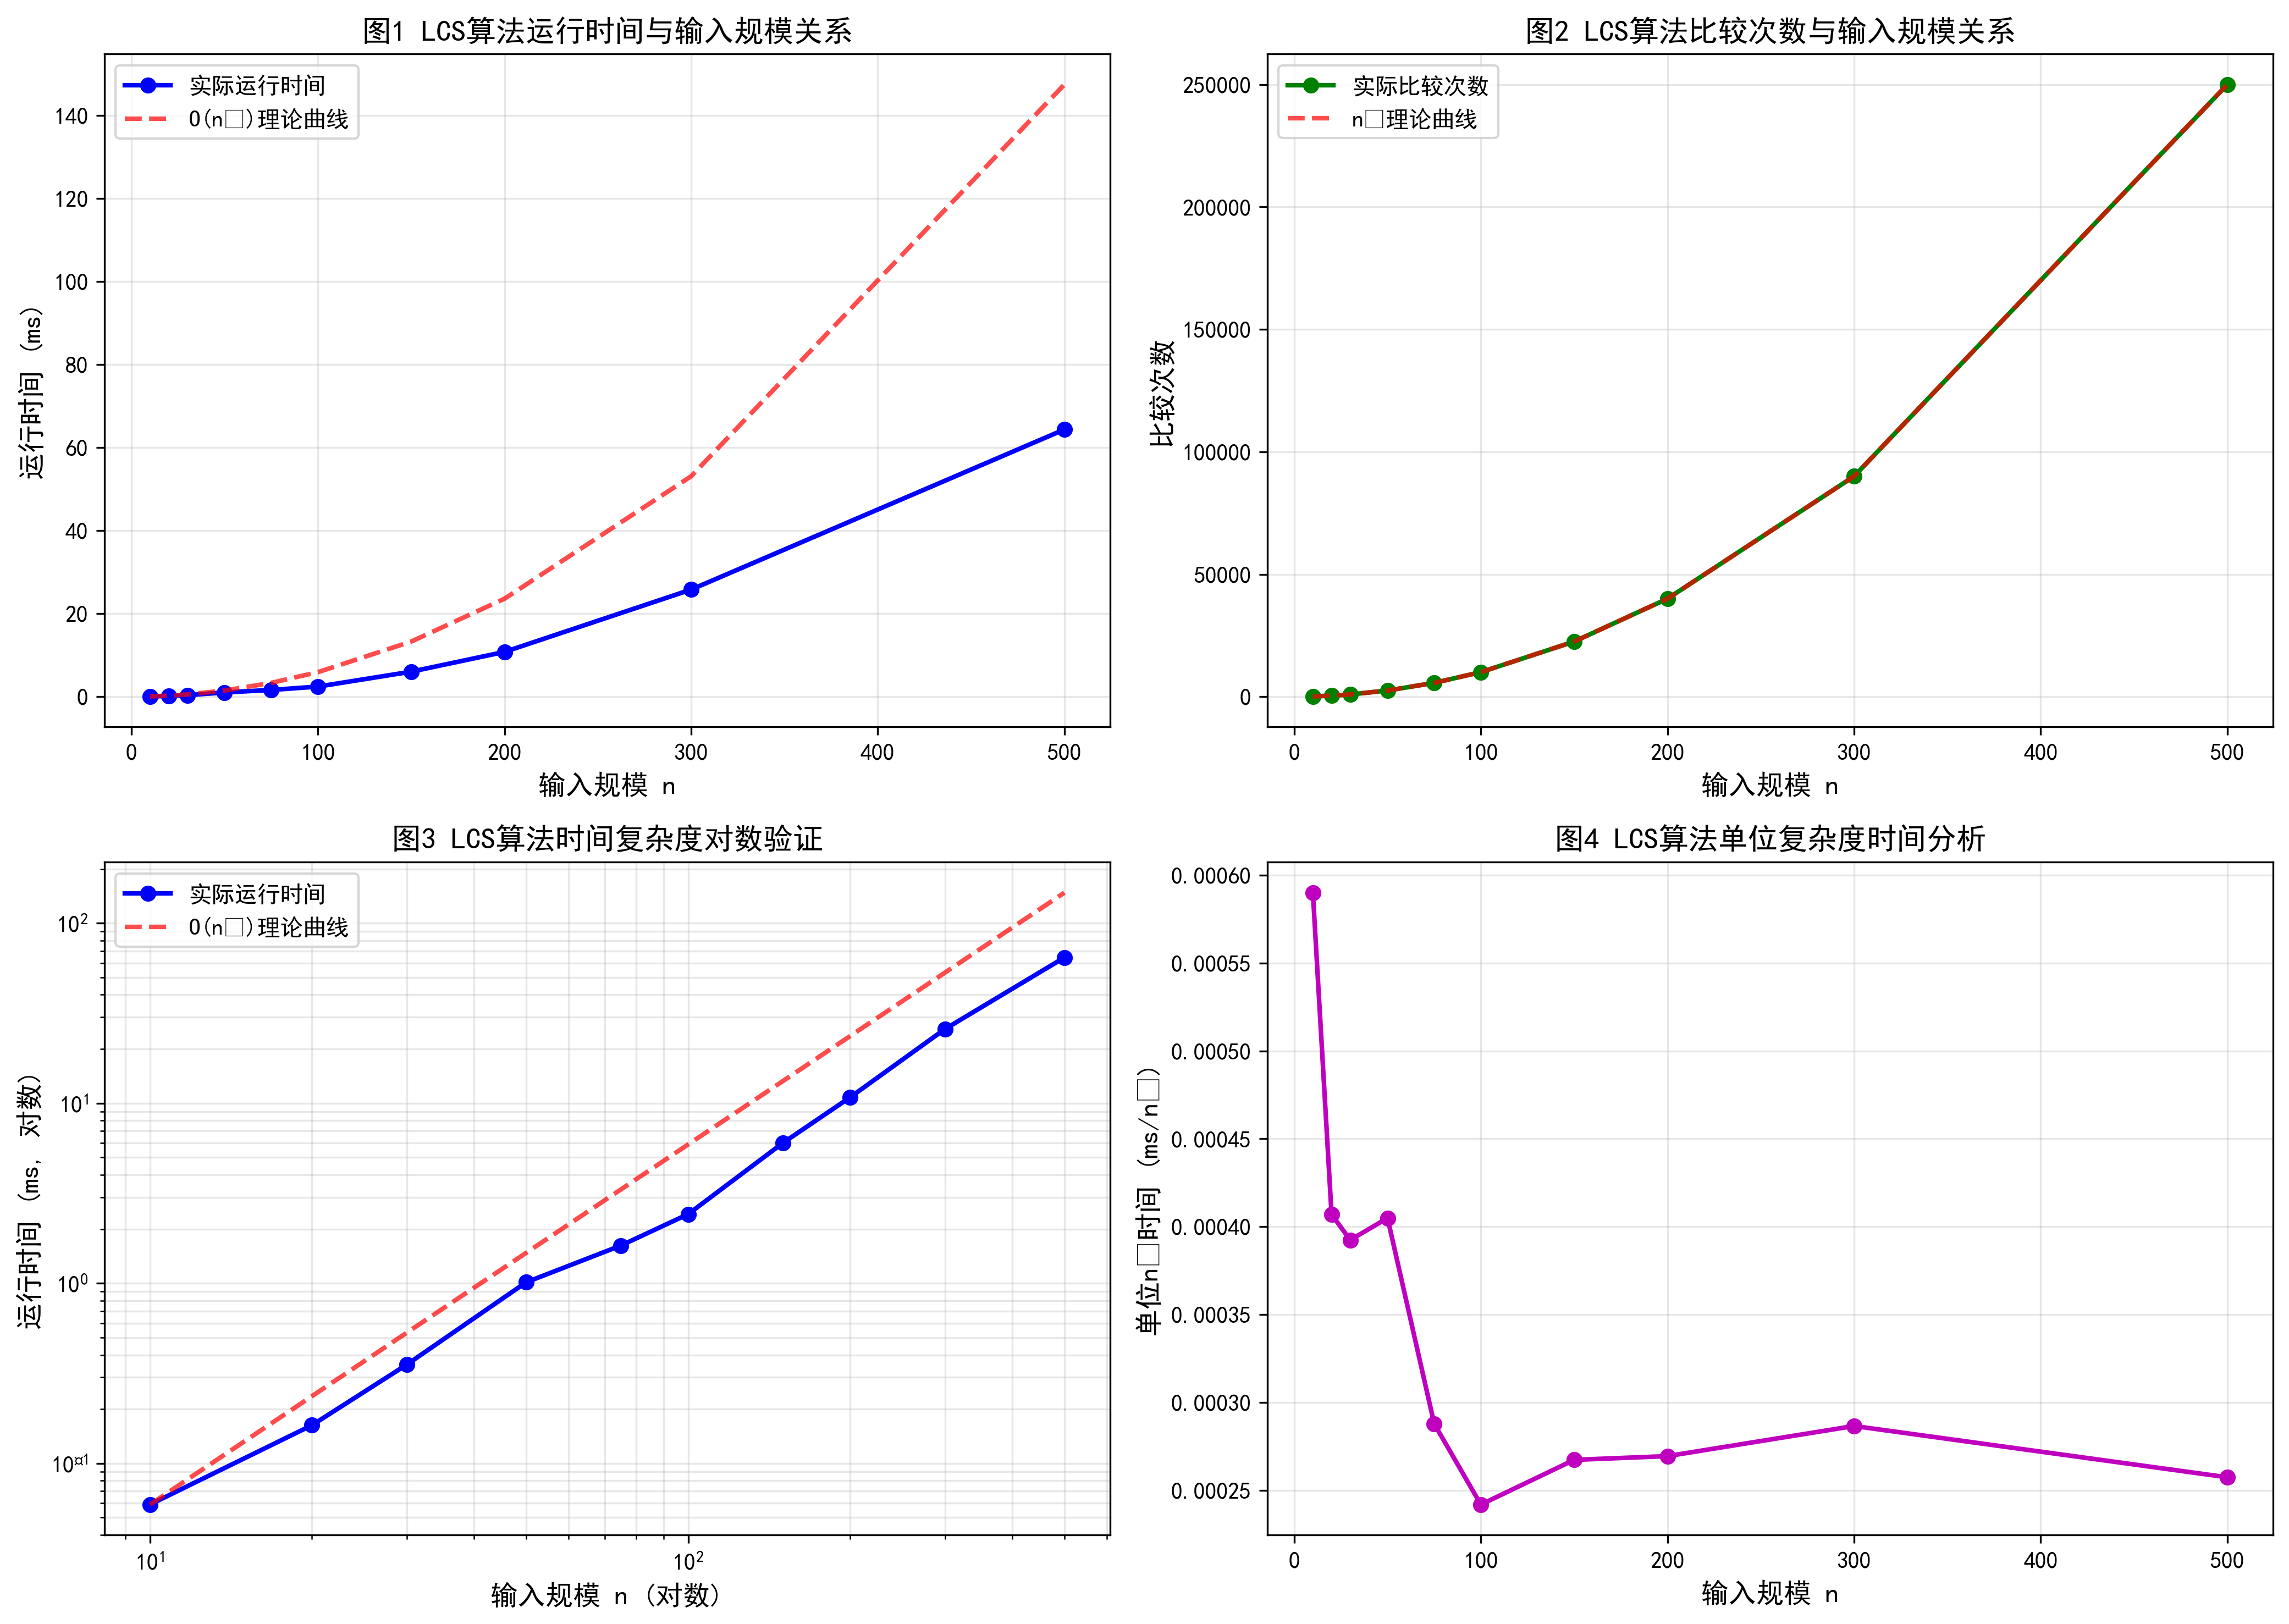 图1 LCS算法运行时间与输入规模关系
实际运行时间
O(n□)理论曲线
运行时间 (ms)
140
120
100
80
60
40
20
0
0 100 200 300 400 500
输入规模 n
图2 LCS算法比较次数与输入规模关系
实际比较次数
n□理论曲线
比较次数
250000
200000
150000
100000
50000
0
0 100 200 300 400 500
输入规模 n
图3 LCS算法时间复杂度对数验证
实际运行时间
O(n□)理论曲线
运行时间 (ms, 对数)
10²
10¹
10⁰
10□¹
10¹ 10²
输入规模 n (对数)
图4 LCS算法单位复杂度时间分析
单位n□时间 (ms/n□)
0.00060
0.00055
0.00050
0.00045
0.00040
0.00035
0.00030
0.00025
0 100 200 300 400 500
输入规模 n